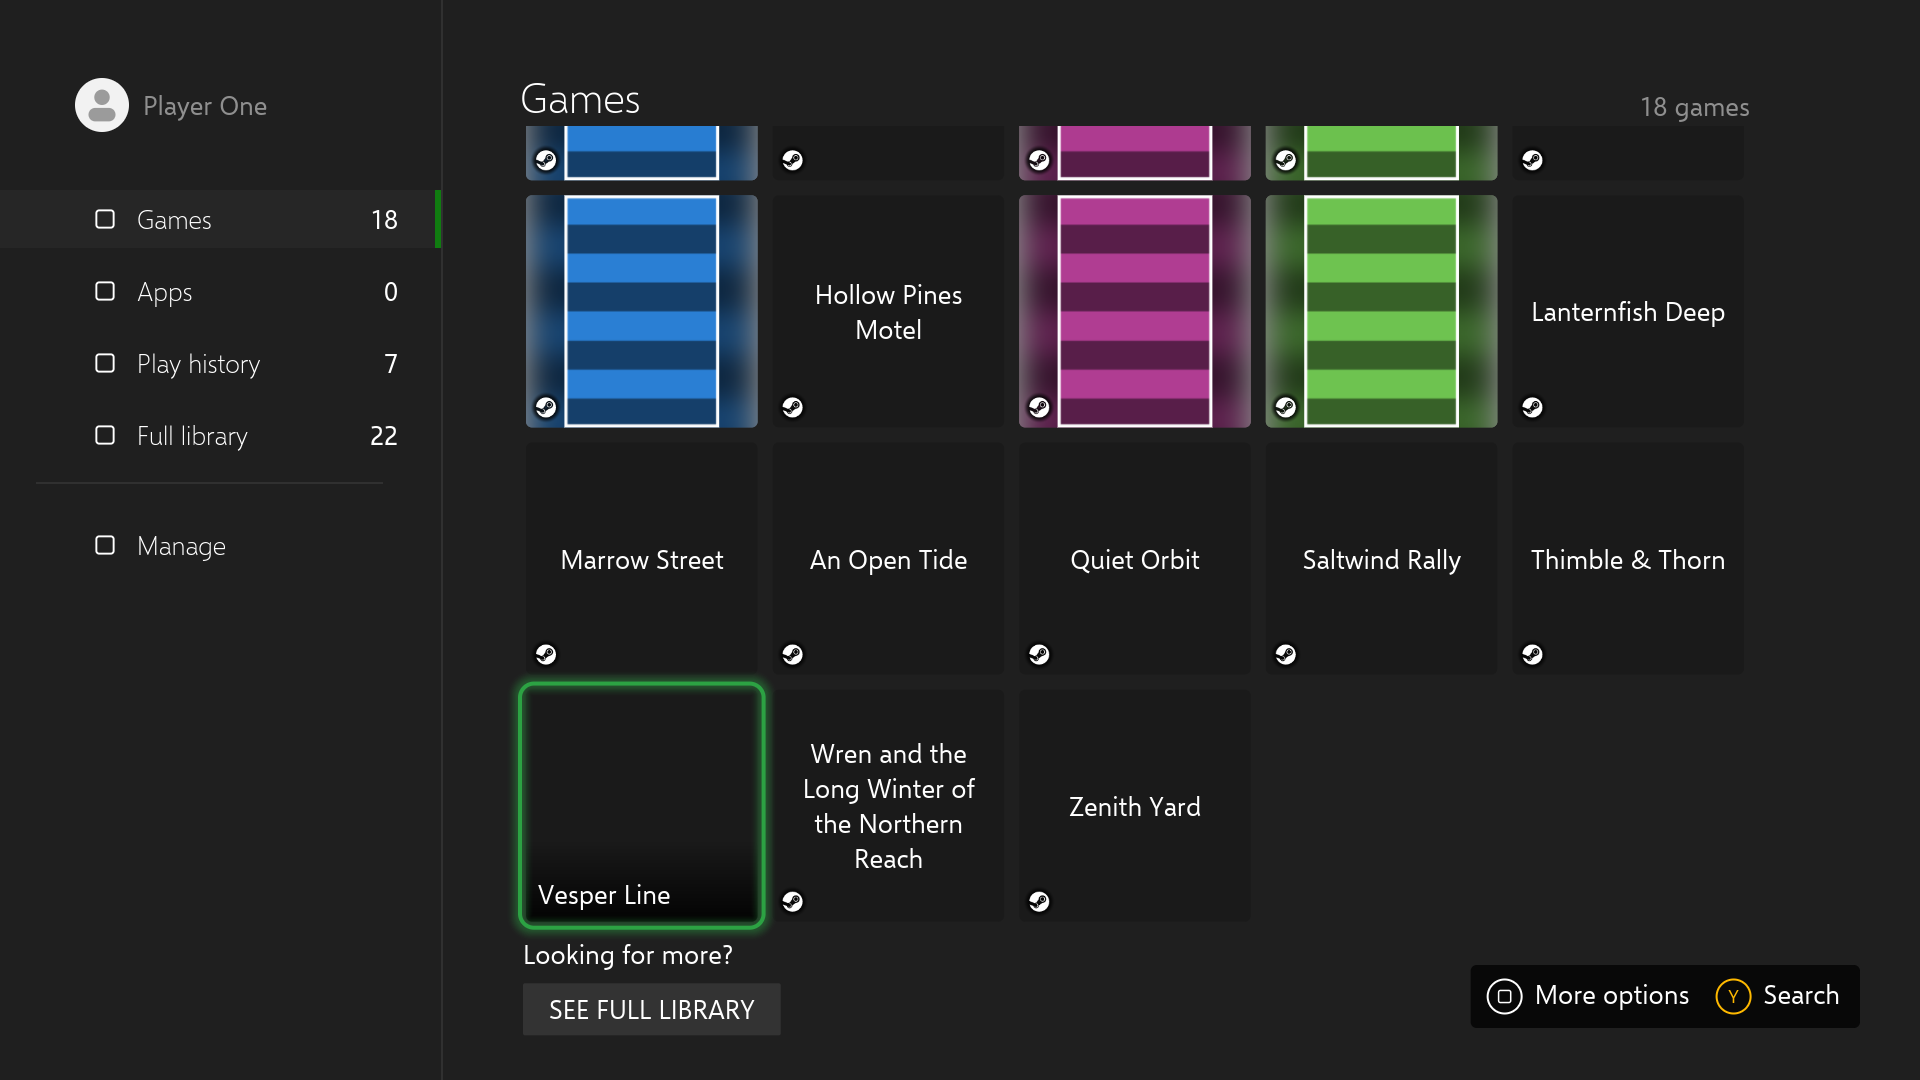 Player One
Games 18
Apps 0
Play history 7
Full library 22
Manage
Games
18 games
Hollow Pines
Motel
Lanternfish Deep
Marrow Street
An Open Tide
Quiet Orbit
Saltwind Rally
Thimble & Thorn
Vesper Line
Wren and the
Long Winter of
the Northern
Reach
Zenith Yard
Looking for more?
SEE FULL LIBRARY
More options
Y Search